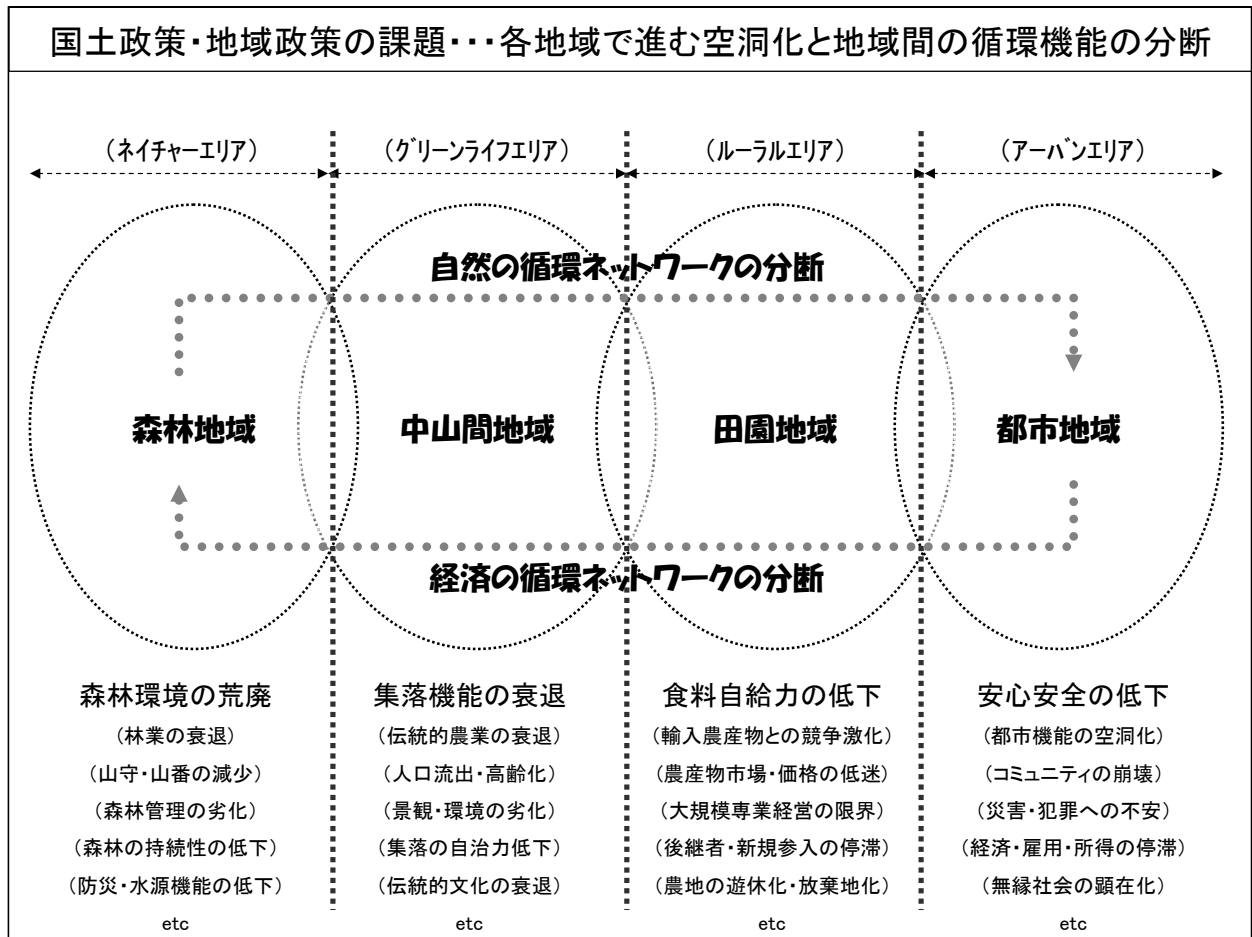 国土政策・地域政策の課題・・・各地域で進む空洞化と地域間の循環機能の分断
（ネイチャーエリア）
（グリーンライフエリア）
（ルーラルエリア）
（アーバンエリア）
自然の循環ネットワークの分断
森林地域
中山間地域
田園地域
都市地域
経済の循環ネットワークの分断
森林環境の荒廃
（林業の衰退）
（山守・山番の減少）
（森林管理の劣化）
（森林の持続性の低下）
（防災・水源機能の低下）
etc
集落機能の衰退
（伝統的農業の衰退）
（人口流出・高齢化）
（景観・環境の劣化）
（集落の自治力低下）
（伝統的文化の衰退）
etc
食料自給力の低下
（輸入農産物との競争激化）
（農産物市場・価格の低迷）
（大規模専業経営の限界）
（後継者・新規参入の停滞）
（農地の遊休化・放棄地化）
etc
安心安全の低下
（都市機能の空洞化）
（コミュニティの崩壊）
（災害・犯罪への不安）
（経済・雇用・所得の停滞）
（無縁社会の顕在化）
etc